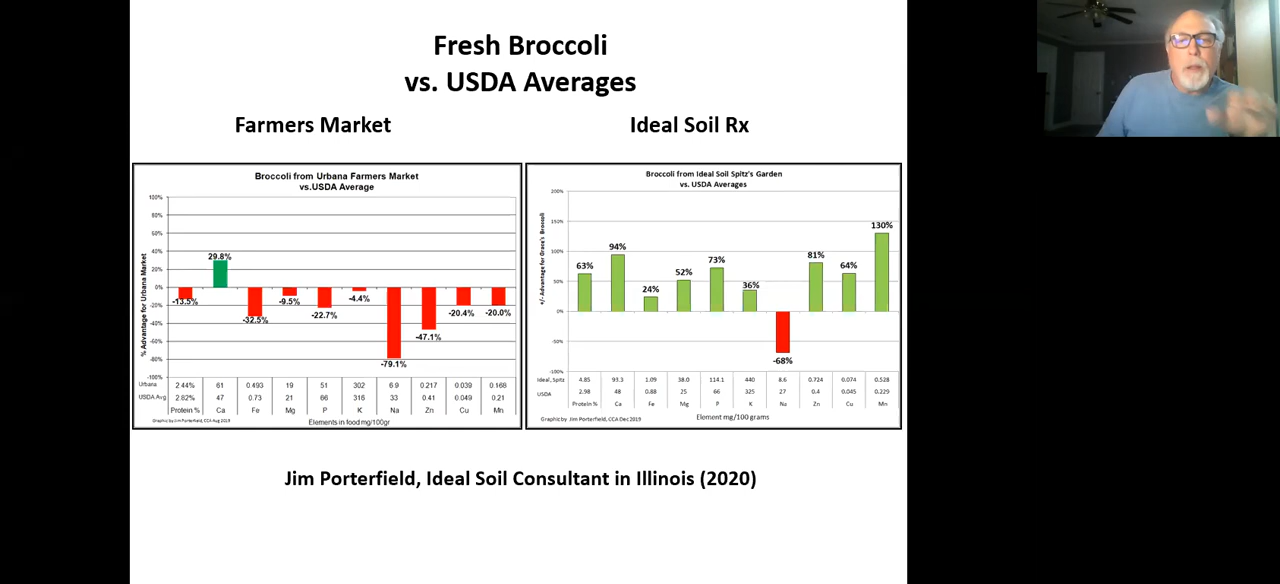 Fresh Broccoli
vs. USDA Averages
Farmers Market
Ideal Soil Rx
Broccoli from Urbana Farmers Market
vs.USDA Average
% Advantage for Urbana Market
100%
80%
60%
40%
20%
0%
-20%
-40%
-60%
-80%
-100%
-13.5%
29.8%
-32.5%
-9.5%
-22.7%
-4.4%
-79.1%
-47.1%
-20.4%
-20.0%
Urbana 2.44% 61 0.493 19 51 302 6.9 0.217 0.039 0.168
USDA Avg 2.82% 47 0.73 21 66 316 33 0.41 0.049 0.21
Protein % Ca Fe Mg P K Na Zn Cu Mn
Graphic by Jim Porterfield, CCA Aug 2019
Elements in food mg/100gr
Broccoli from Ideal Soil Spitz's Garden
vs. USDA Averages
+/- Advantage for Broccoli
200%
150%
100%
50%
0%
-50%
-100%
63%
94%
24%
52%
73%
36%
-68%
81%
64%
130%
Ideal, Spitz 4.85 93.3 1.09 38.0 114.1 440 8.6 0.724 0.074 0.528
USDA 2.98 48 0.88 25 66 325 27 0.4 0.045 0.229
Protein % Ca Fe Mg P K Na Zn Cu Mn
Graphic by Jim Porterfield, CCA Dec 2019
Element mg/100 grams
Jim Porterfield, Ideal Soil Consultant in Illinois (2020)